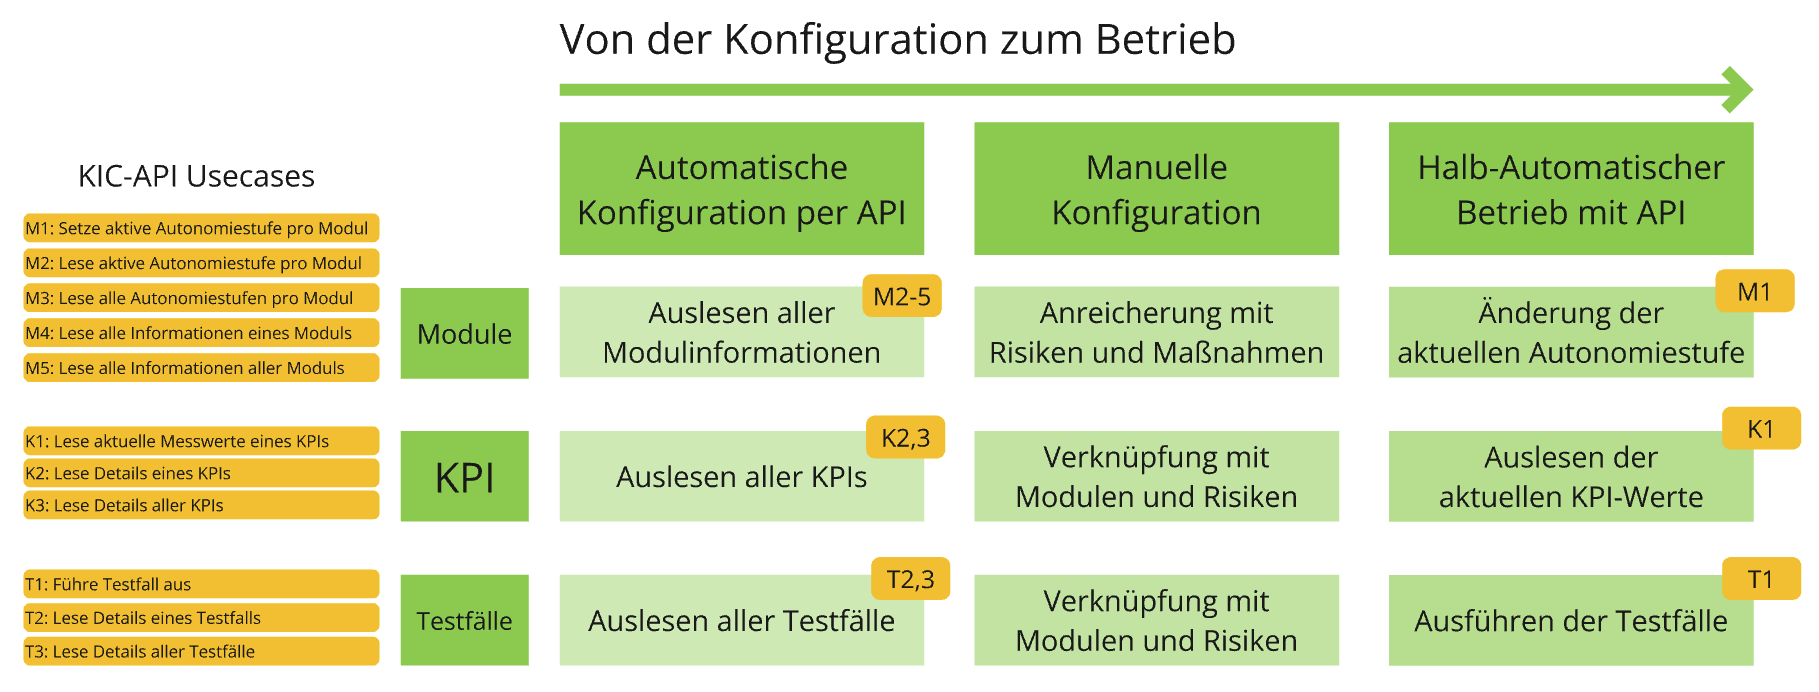 Von der Konfiguration zum Betrieb
KIC-API Usecases
M1: Setze aktive Autonomiestufe pro Modul
M2: Lese aktive Autonomiestufe pro Modul
M3: Lese alle Autonomiestufen pro Modul
M4: Lese alle Informationen eines Moduls
M5: Lese alle Informationen aller Moduls
K1: Lese aktuelle Messwerte eines KPIs
K2: Lese Details eines KPIs
K3: Lese Details aller KPIs
T1: Führe Testfall aus
T2: Lese Details eines Testfalls
T3: Lese Details aller Testfälle
Automatische
Konfiguration per API
Manuelle
Konfiguration
Halb-Automatischer
Betrieb mit API
Module
M2-5
Auslesen aller
Modulinformationen
Anreicherung mit
Risiken und Maßnahmen
M1
Änderung der
aktuellen Autonomiestufe
KPI
K2,3
Auslesen aller KPIs
Verknüpfung mit
Modulen und Risiken
K1
Auslesen der
aktuellen KPI-Werte
Testfälle
T2,3
Auslesen aller Testfälle
Verknüpfung mit
Modulen und Risiken
T1
Ausführen der Testfälle